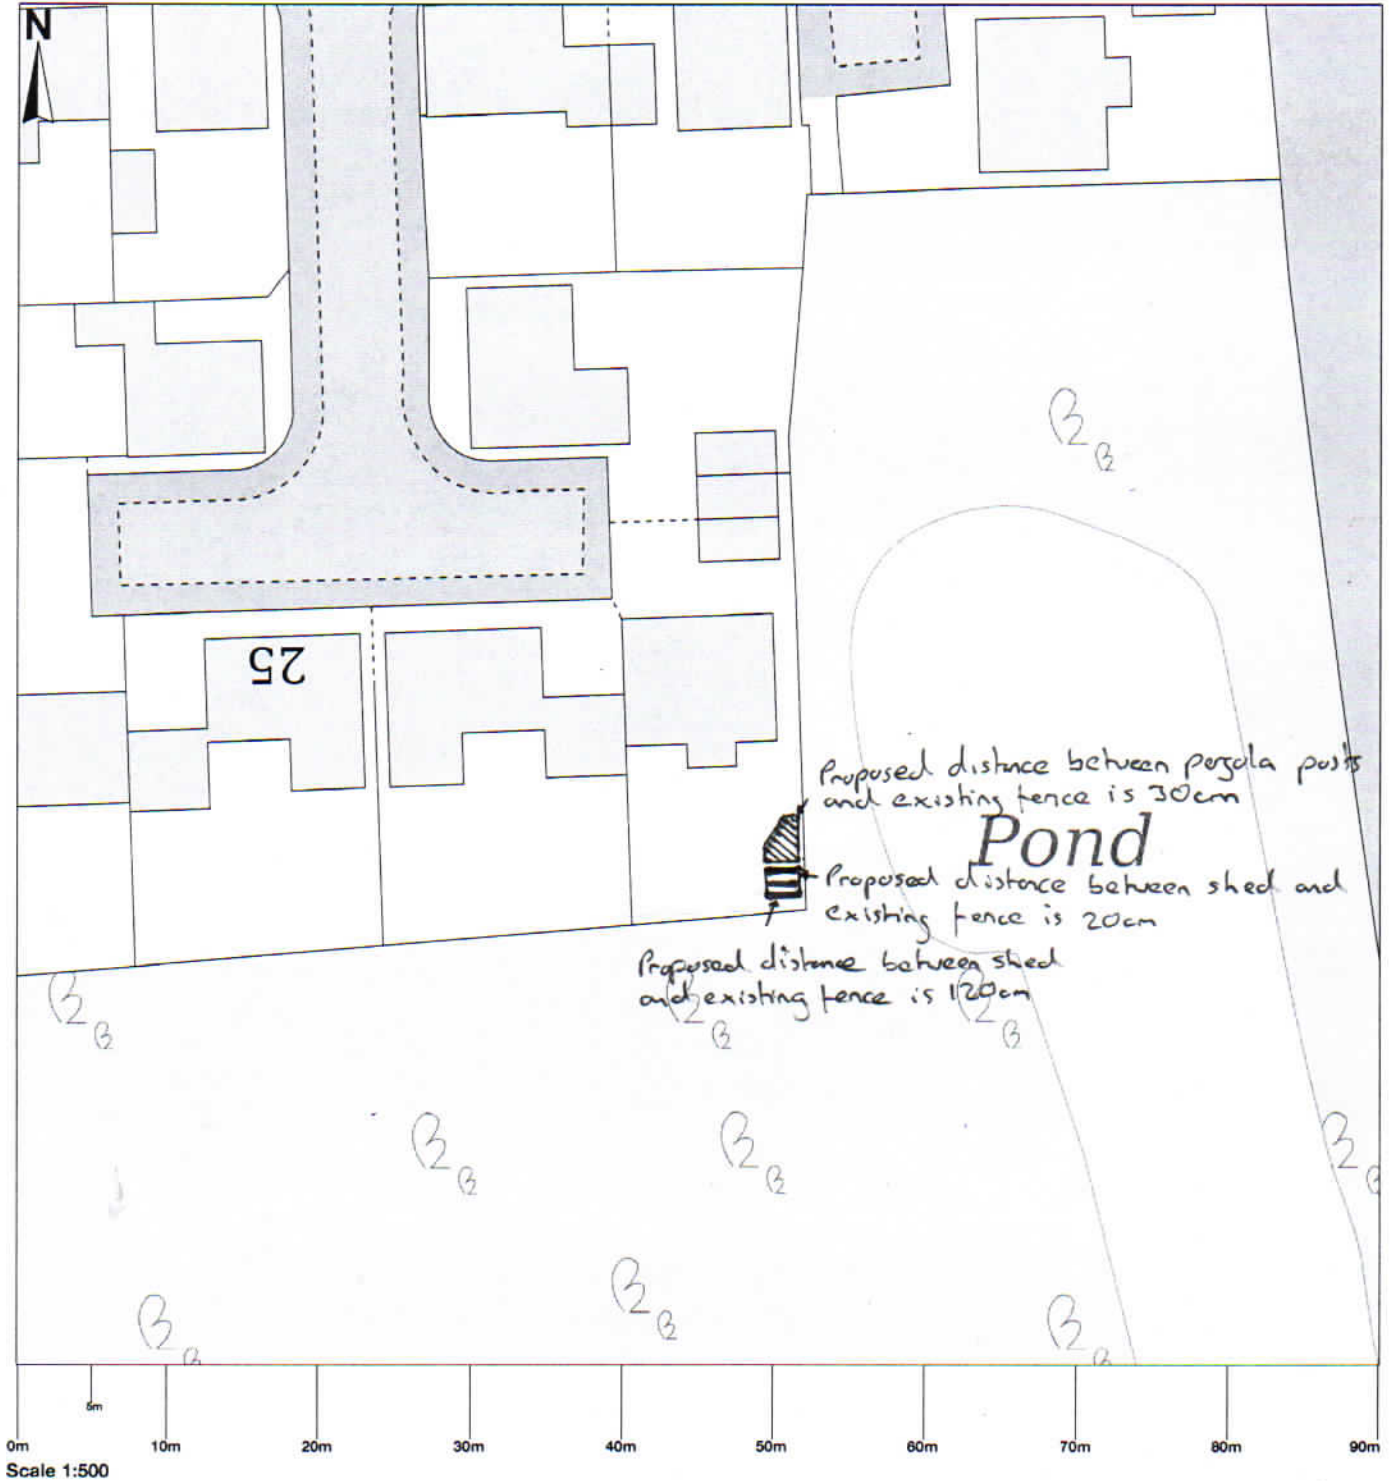 N
25
Proposed distance between pergola posts
and existing fence is 30cm
Pond
Proposed distance between shed and
existing fence is 20cm
Proposed distance between shed
and existing fence is 120cm
5m
0m 10m 20m 30m 40m 50m 60m 70m 80m 90m
Scale 1:500